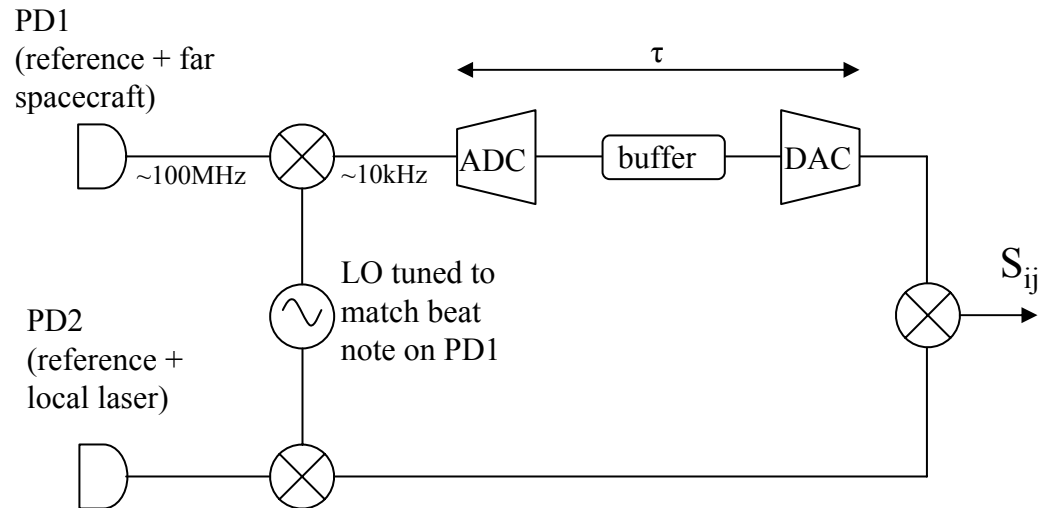 PD1
(reference + far
spacecraft)
τ
~100MHz
~10kHz
ADC
buffer
DAC
LO tuned to
match beat
note on PD1
S_ij
PD2
(reference +
local laser)